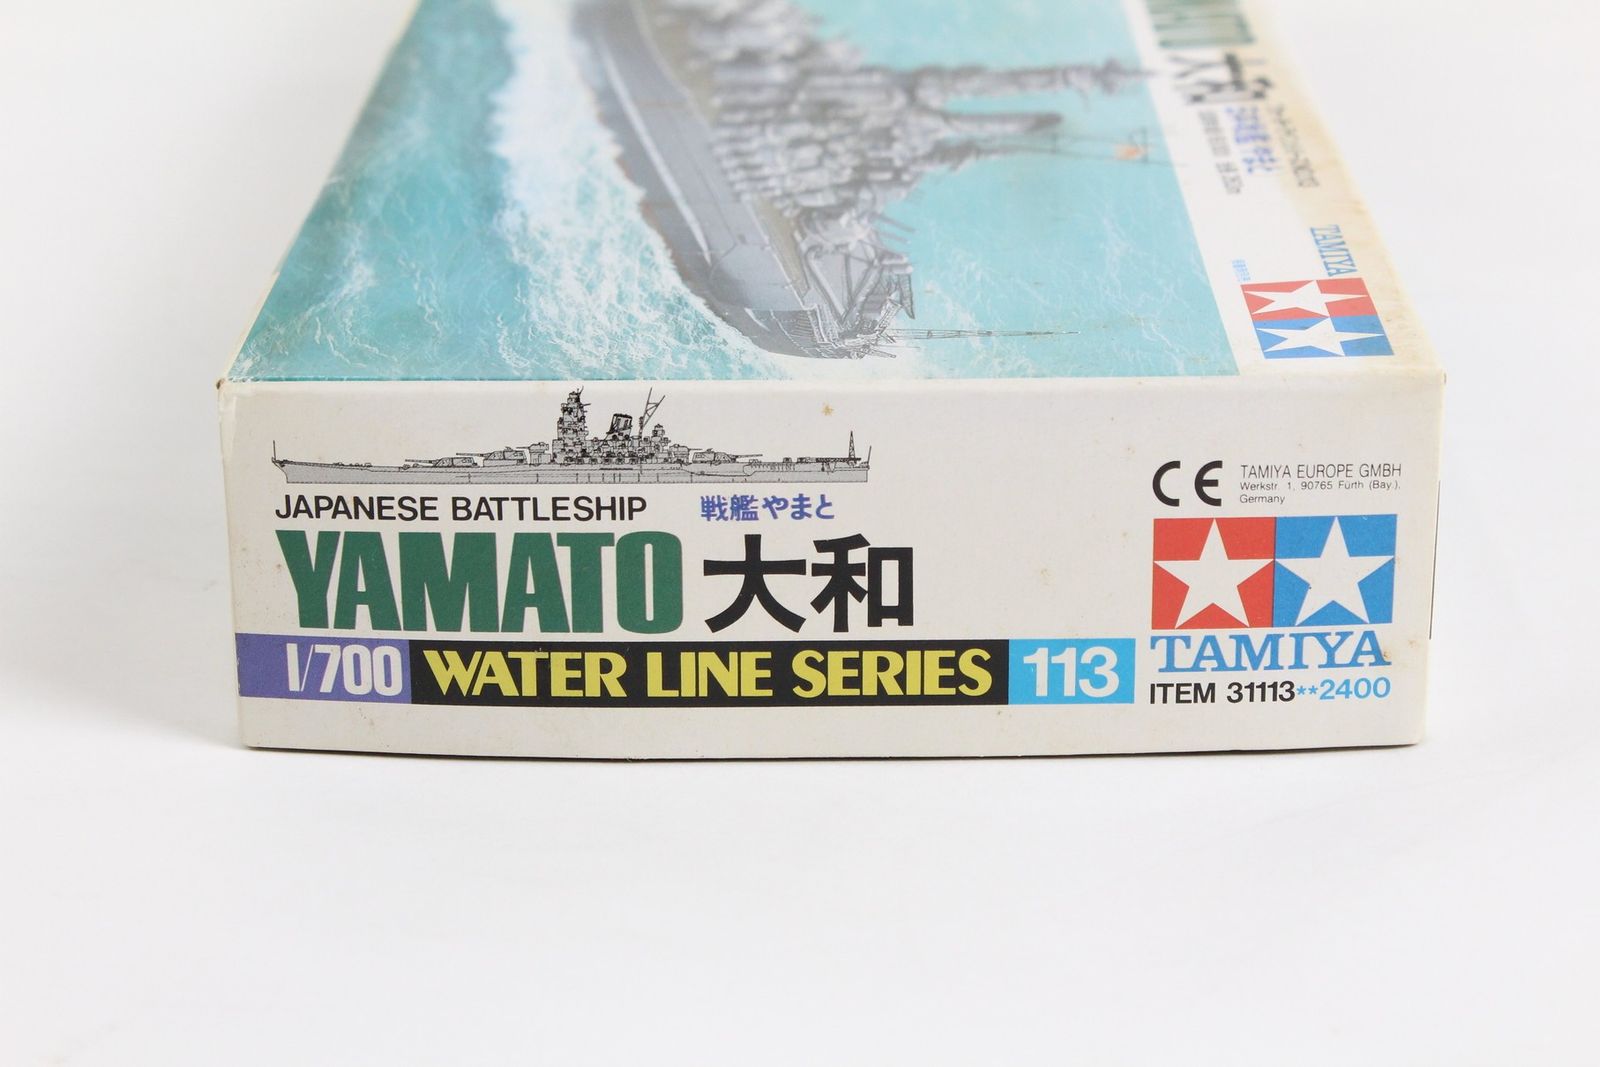 TAMIYA
JAPANESE BATTLESHIP 戦艦やまと
YAMATO 大和
1/700 WATER LINE SERIES 113
CE
TAMIYA EUROPE GMBH
Werkstr 1, 90765 Fürth (Bay.),
Germany
TAMIYA
ITEM 31113**2400